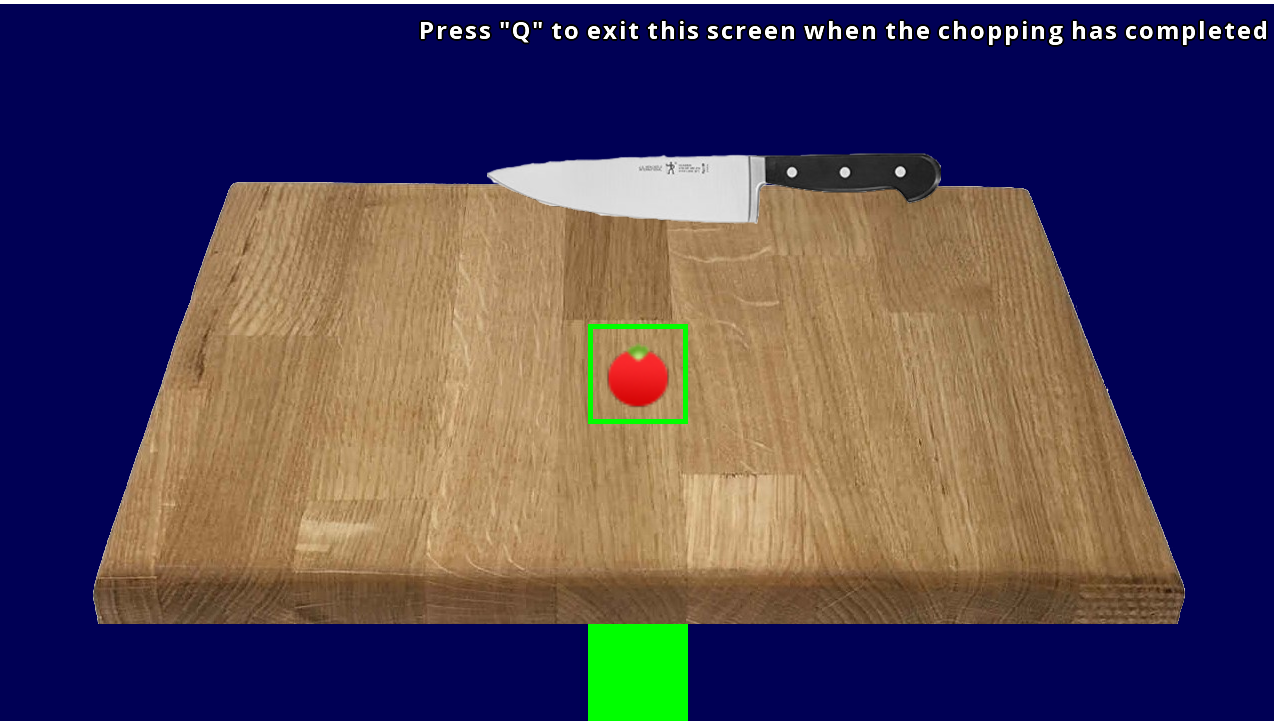 Press "Q" to exit this screen when the chopping has completed